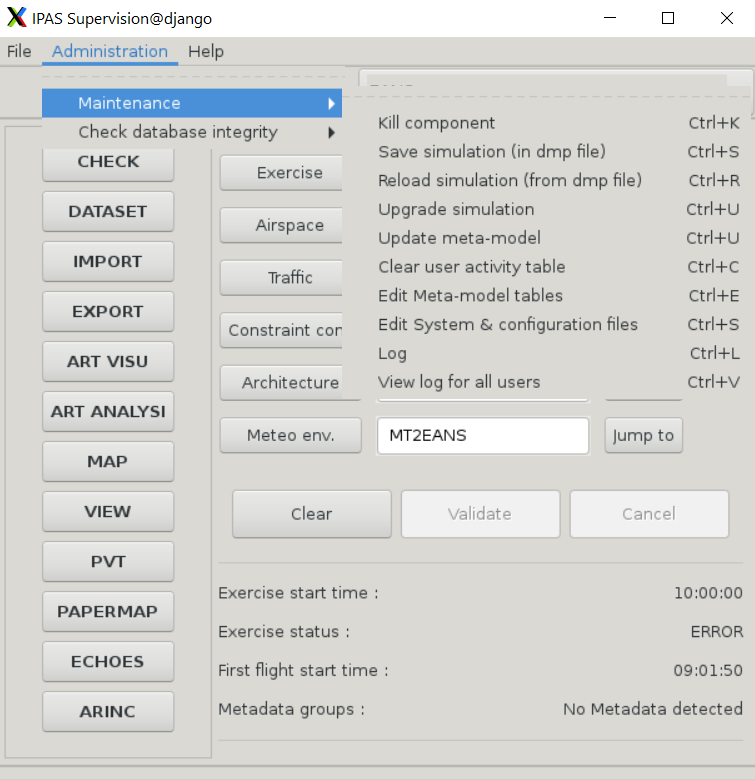 IPAS Supervision@django
File Administration Help
Maintenance
Check database integrity
Kill component Ctrl+K
Save simulation (in dmp file) Ctrl+S
Reload simulation (from dmp file) Ctrl+R
Upgrade simulation Ctrl+U
Update meta-model Ctrl+U
Clear user activity table Ctrl+C
Edit Meta-model tables Ctrl+E
Edit System & configuration files Ctrl+S
Log Ctrl+L
View log for all users Ctrl+V
CHECK
DATASET
IMPORT
EXPORT
ART VISU
ART ANALYSI
MAP
VIEW
PVT
PAPERMAP
ECHOES
ARINC
Exercise
Airspace
Traffic
Constraint con
Architecture
Meteo env. MT2EANS Jump to
Clear Validate Cancel
Exercise start time : 10:00:00
Exercise status : ERROR
First flight start time : 09:01:50
Metadata groups : No Metadata detected